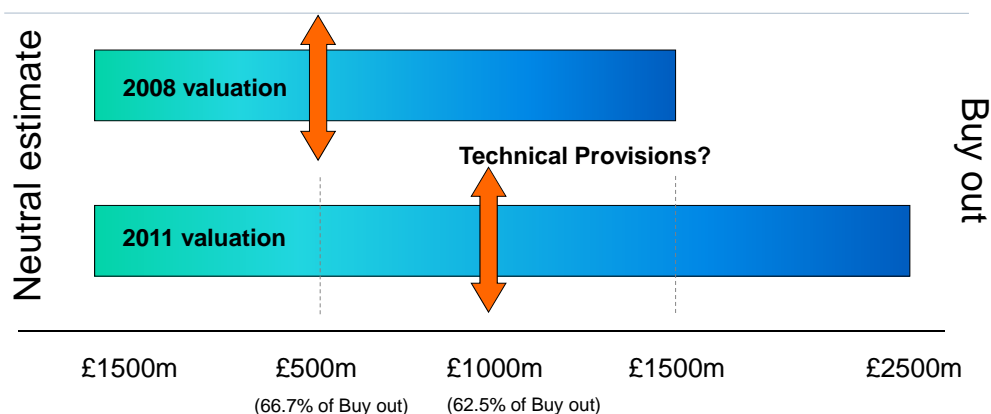 Neutral estimate
2008 valuation
Technical Provisions?
2011 valuation
Buy out
£1500m £500m £1000m £1500m £2500m
(66.7% of Buy out) (62.5% of Buy out)